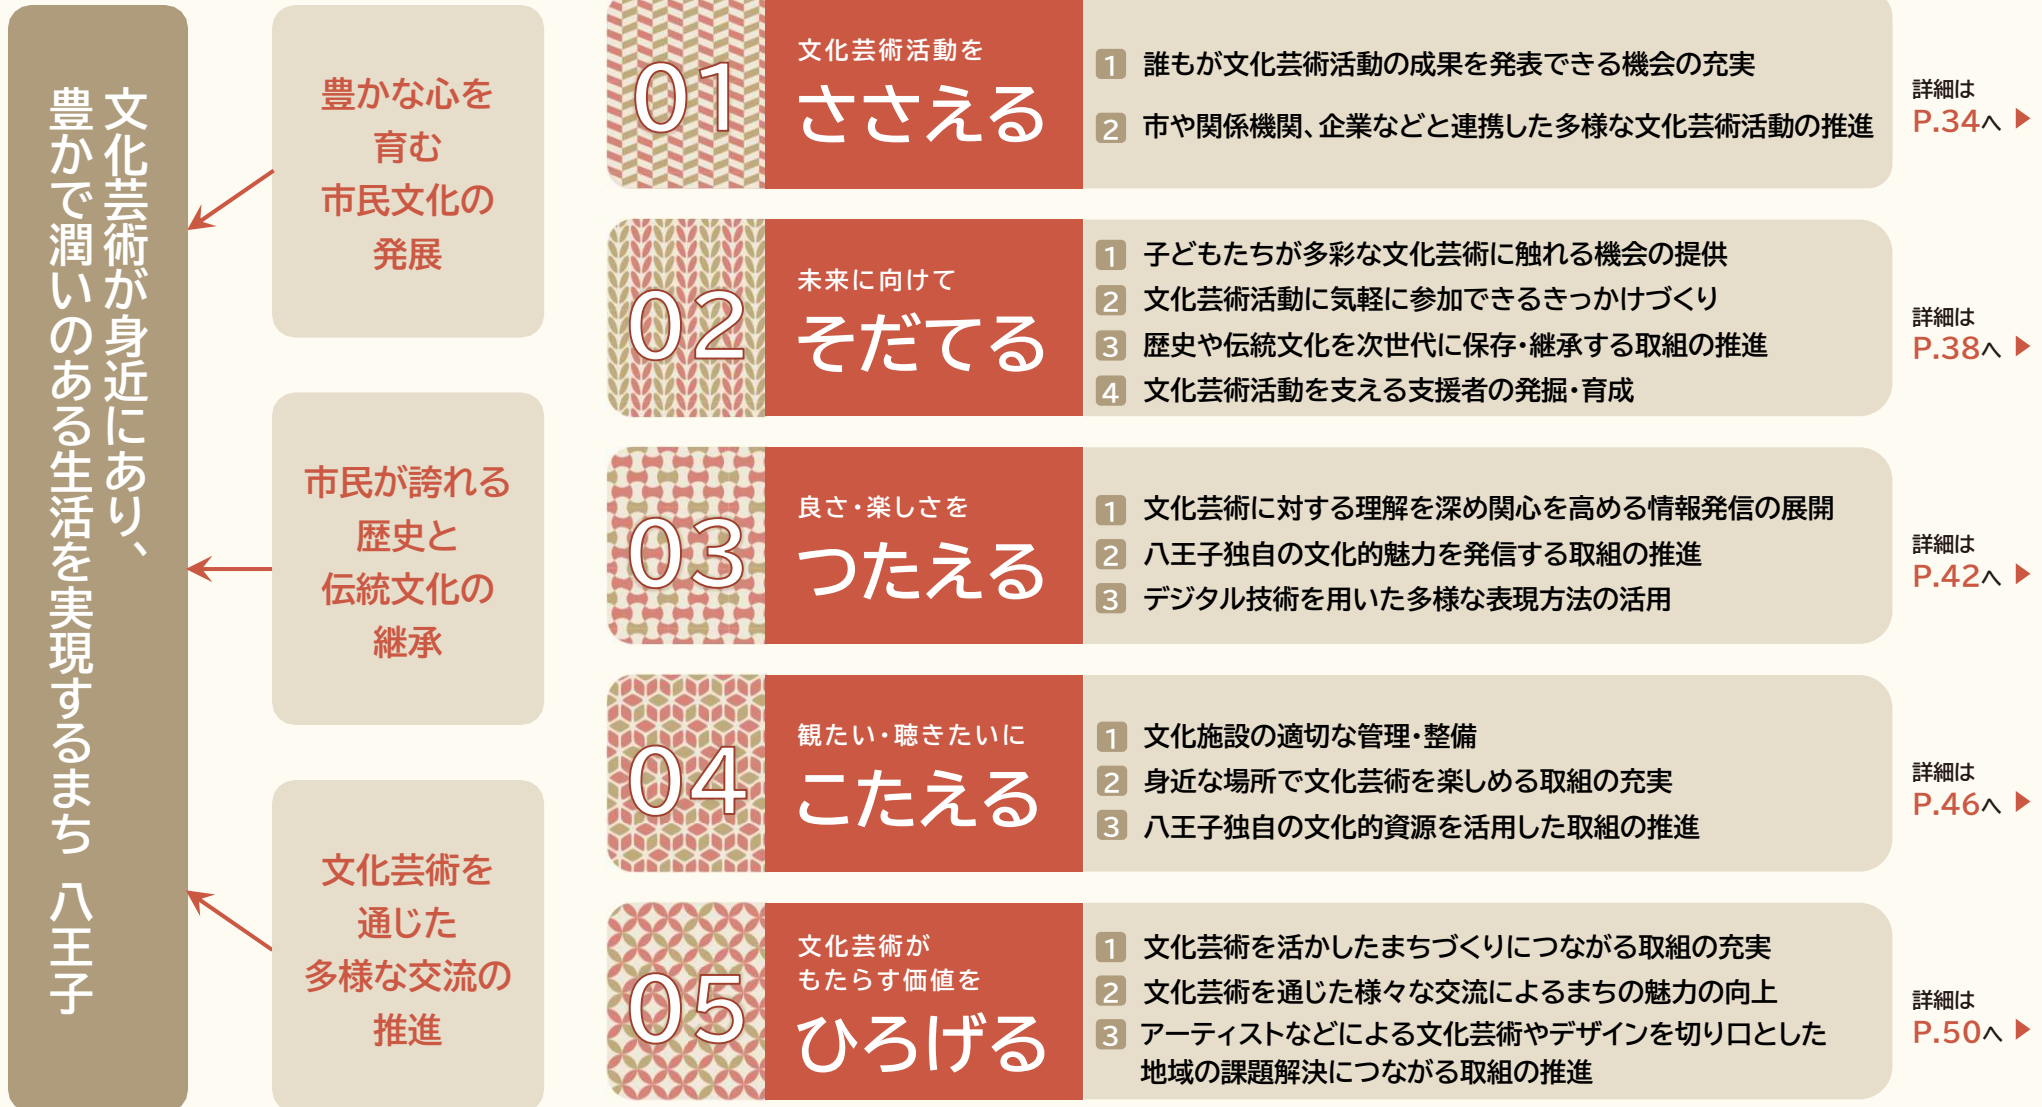 文化芸術が身近にあり、
豊かで潤いのある生活を実現するまち 八王子
豊かな心を
育む
市民文化の
発展
市民が誇れる
歴史と
伝統文化の
継承
文化芸術を
通じた
多様な交流の
推進
01
文化芸術活動を
ささえる
1 誰もが文化芸術活動の成果を発表できる機会の充実
2 市や関係機関、企業などと連携した多様な文化芸術活動の推進
詳細は
P.34へ ▶
02
未来に向けて
そだてる
1 子どもたちが多彩な文化芸術に触れる機会の提供
2 文化芸術活動に気軽に参加できるきっかけづくり
3 歴史や伝統文化を次世代に保存・継承する取組の推進
4 文化芸術活動を支える支援者の発掘・育成
詳細は
P.38へ ▶
03
良さ・楽しさを
つたえる
1 文化芸術に対する理解を深め関心を高める情報発信の展開
2 八王子独自の文化的魅力を発信する取組の推進
3 デジタル技術を用いた多様な表現方法の活用
詳細は
P.42へ ▶
04
観たい・聴きたいに
こたえる
1 文化施設の適切な管理・整備
2 身近な場所で文化芸術を楽しめる取組の充実
3 八王子独自の文化的資源を活用した取組の推進
詳細は
P.46へ ▶
05
文化芸術が
もたらす価値を
ひろげる
1 文化芸術を活かしたまちづくりにつながる取組の充実
2 文化芸術を通じた様々な交流によるまちの魅力の向上
3 アーティストなどによる文化芸術やデザインを切り口とした
地域の課題解決につながる取組の推進
詳細は
P.50へ ▶